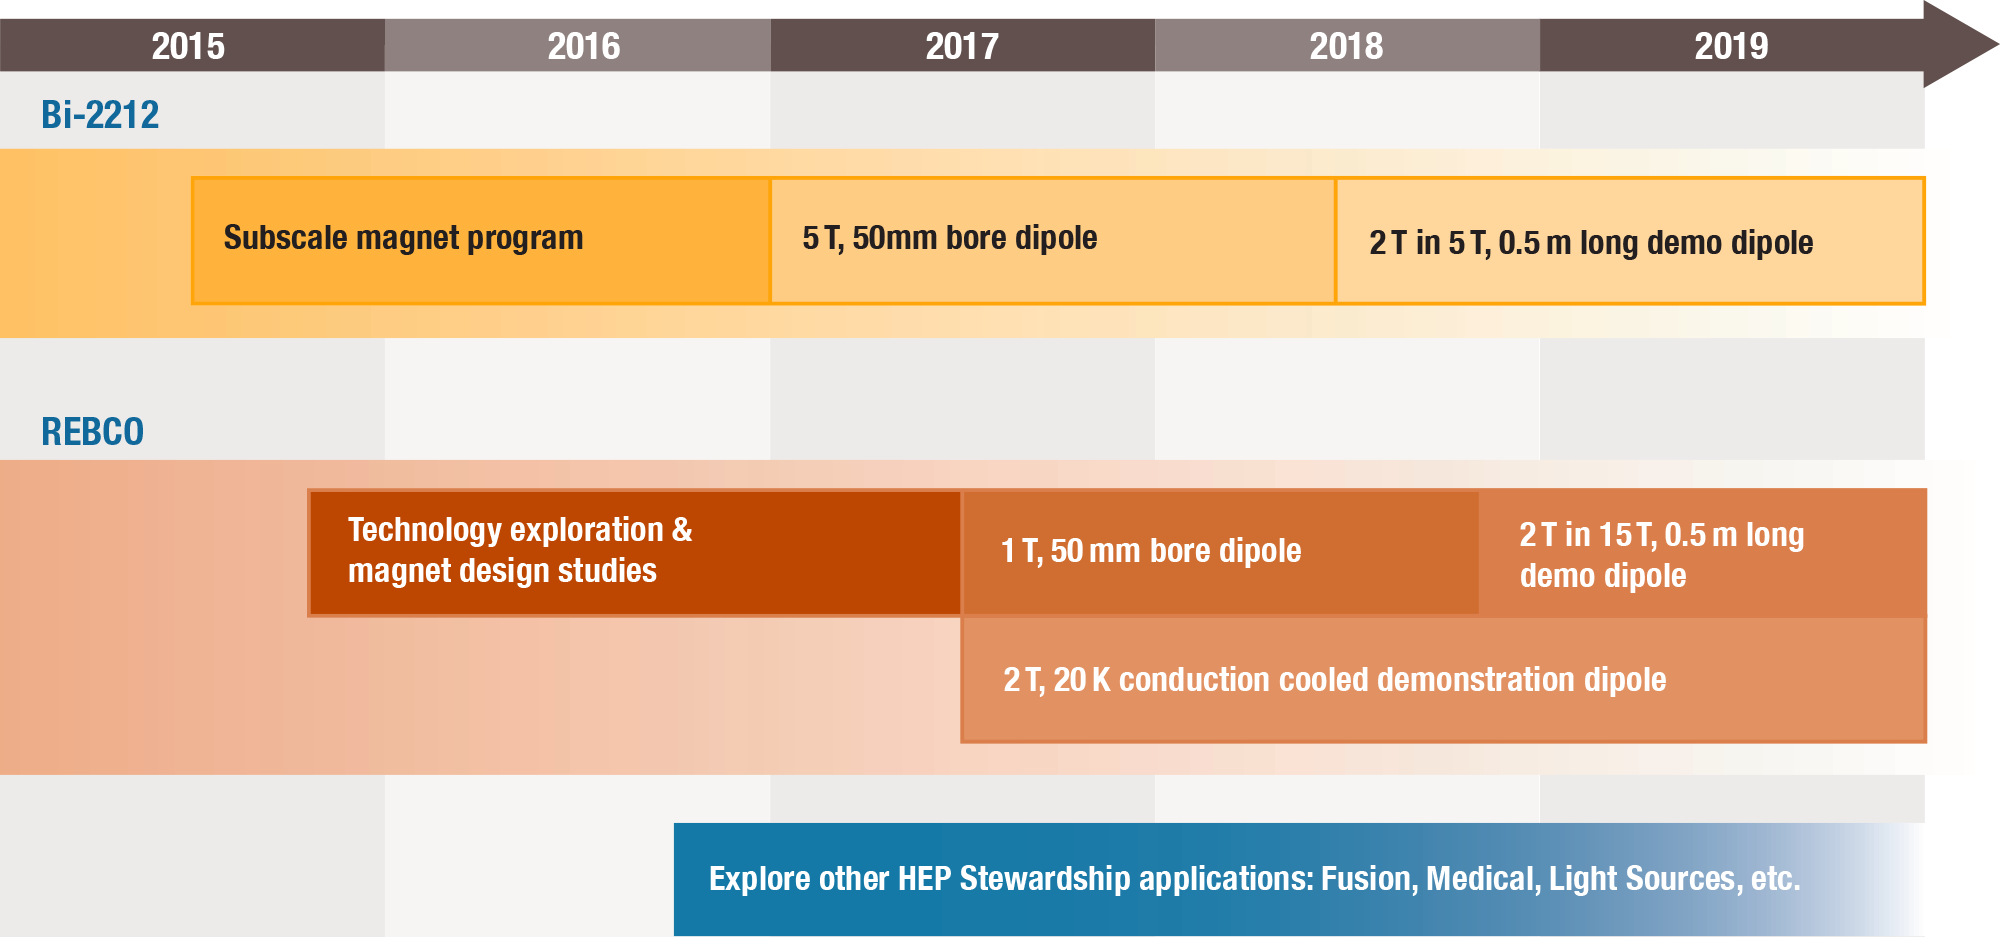 2015 2016 2017 2018 2019
Bi-2212
Subscale magnet program
5 T, 50mm bore dipole
2 T in 5 T, 0.5 m long demo dipole
REBCO
Technology exploration &
magnet design studies
1 T, 50 mm bore dipole
2 T in 15 T, 0.5 m long
demo dipole
2 T, 20 K conduction cooled demonstration dipole
Explore other HEP Stewardship applications: Fusion, Medical, Light Sources, etc.